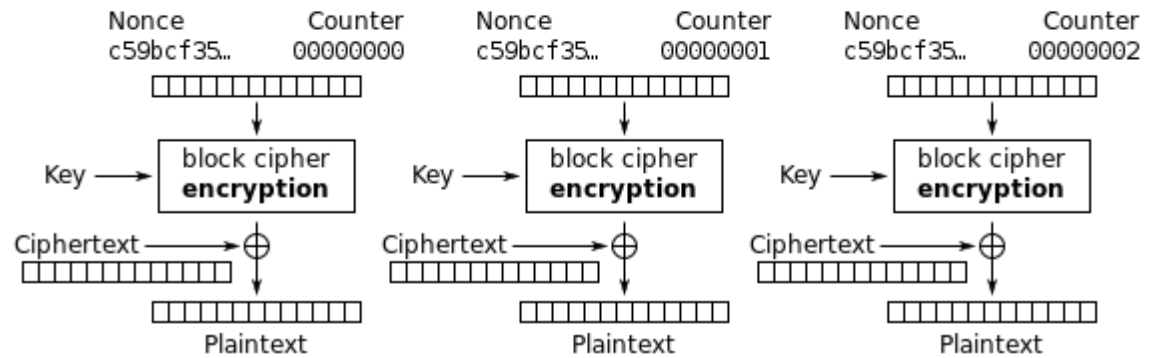 Nonce Counter Nonce Counter Nonce Counter
c59bcf35… 00000000 c59bcf35… 00000001 c59bcf35… 00000002
block cipher block cipher block cipher
Key encryption Key encryption Key encryption
Ciphertext Ciphertext Ciphertext
Plaintext Plaintext Plaintext